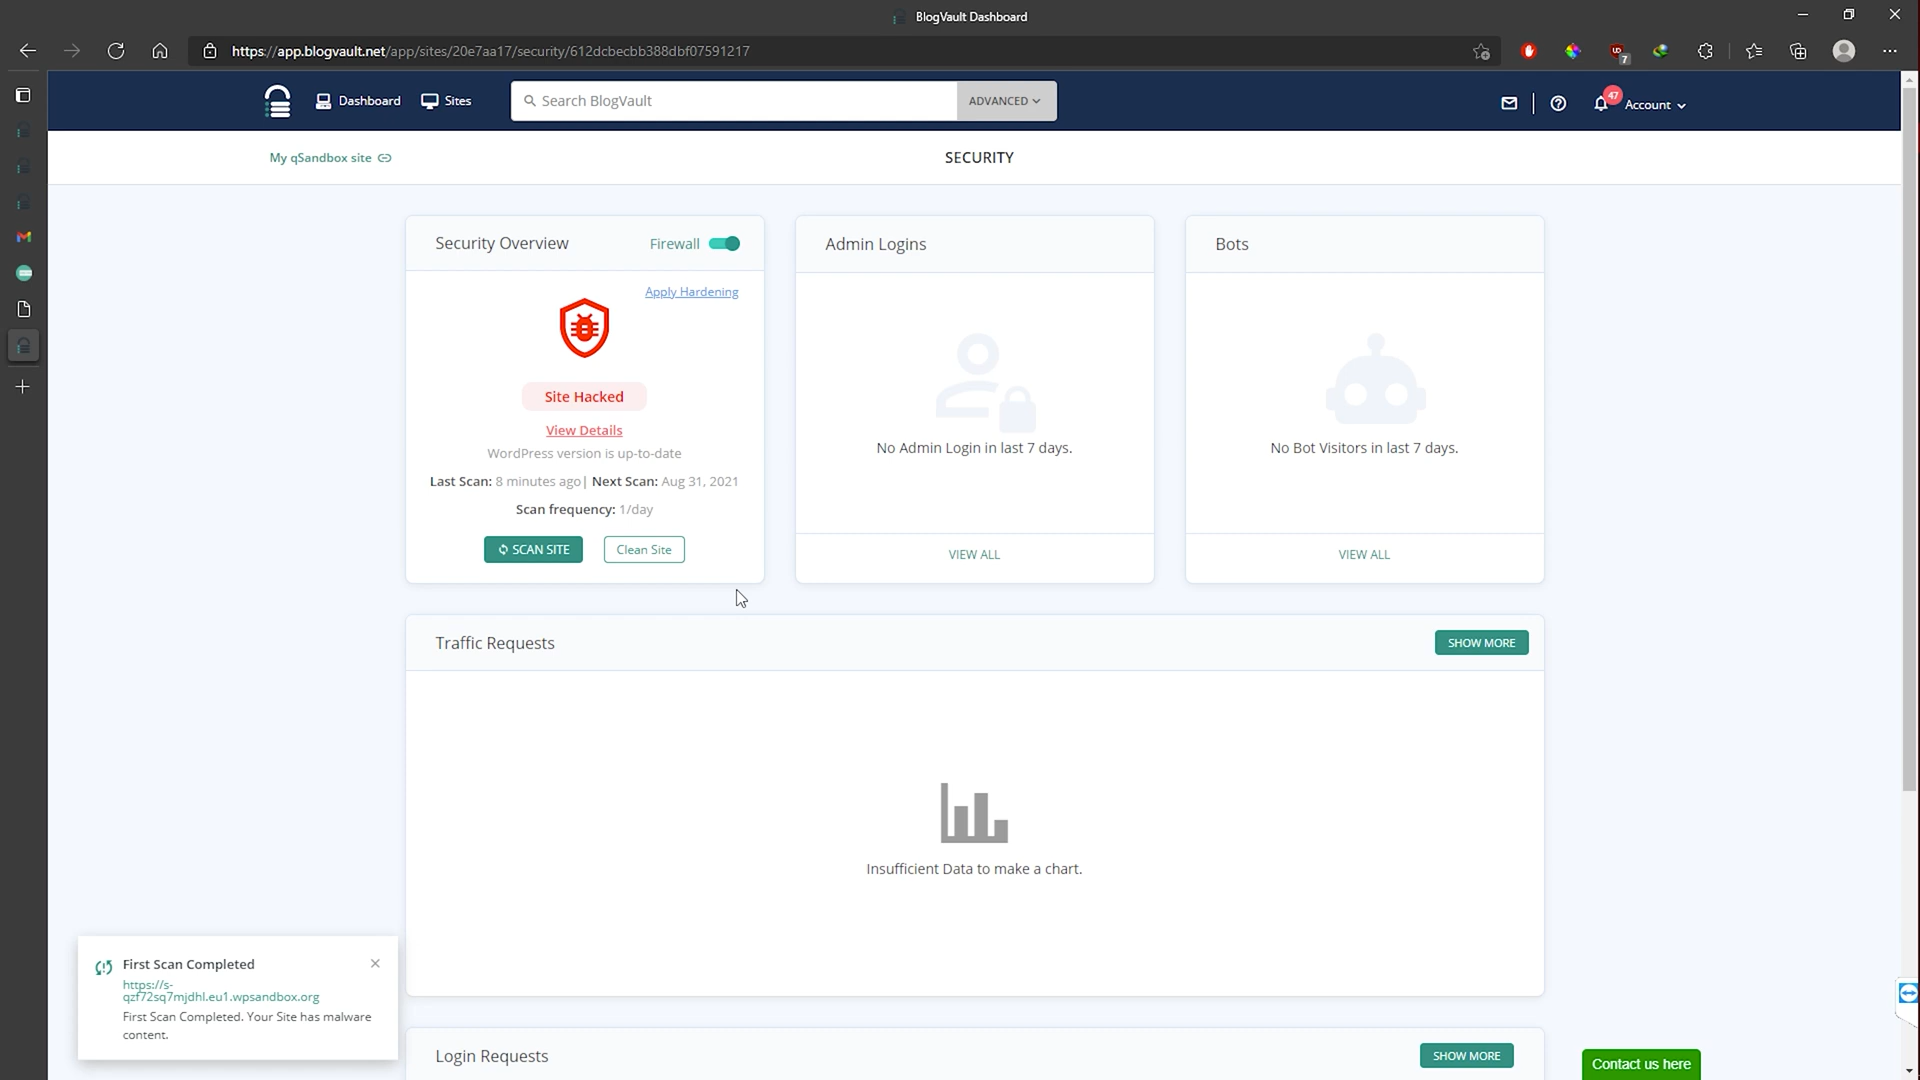 BlogVault Dashboard
https://app.blogvault.net/app/sites/20e7aa17/security/612dcbecbb388dbf07591217
UD
7
Dashboard
Sites
Search BlogVault
ADVANCED
47
Account
My qSandbox site
SECURITY
Security Overview
Firewall
Apply Hardening
Site Hacked
View Details
WordPress version is up-to-date
Last Scan: 8 minutes ago| Next Scan: Aug 31, 2021
Scan frequency: 1/day
SCAN SITE
Clean Site
Admin Logins
No Admin Login in last 7 days.
VIEW ALL
Bots
No Bot Visitors in last 7 days.
VIEW ALL
Traffic Requests
SHOW MORE
Insufficient Data to make a chart.
First Scan Completed
https://s-
qzf72sq7mjdhl.eu1.wpsandbox.org
First Scan Completed. Your Site has malware
content.
Login Requests
SHOW MORE
Contact us here